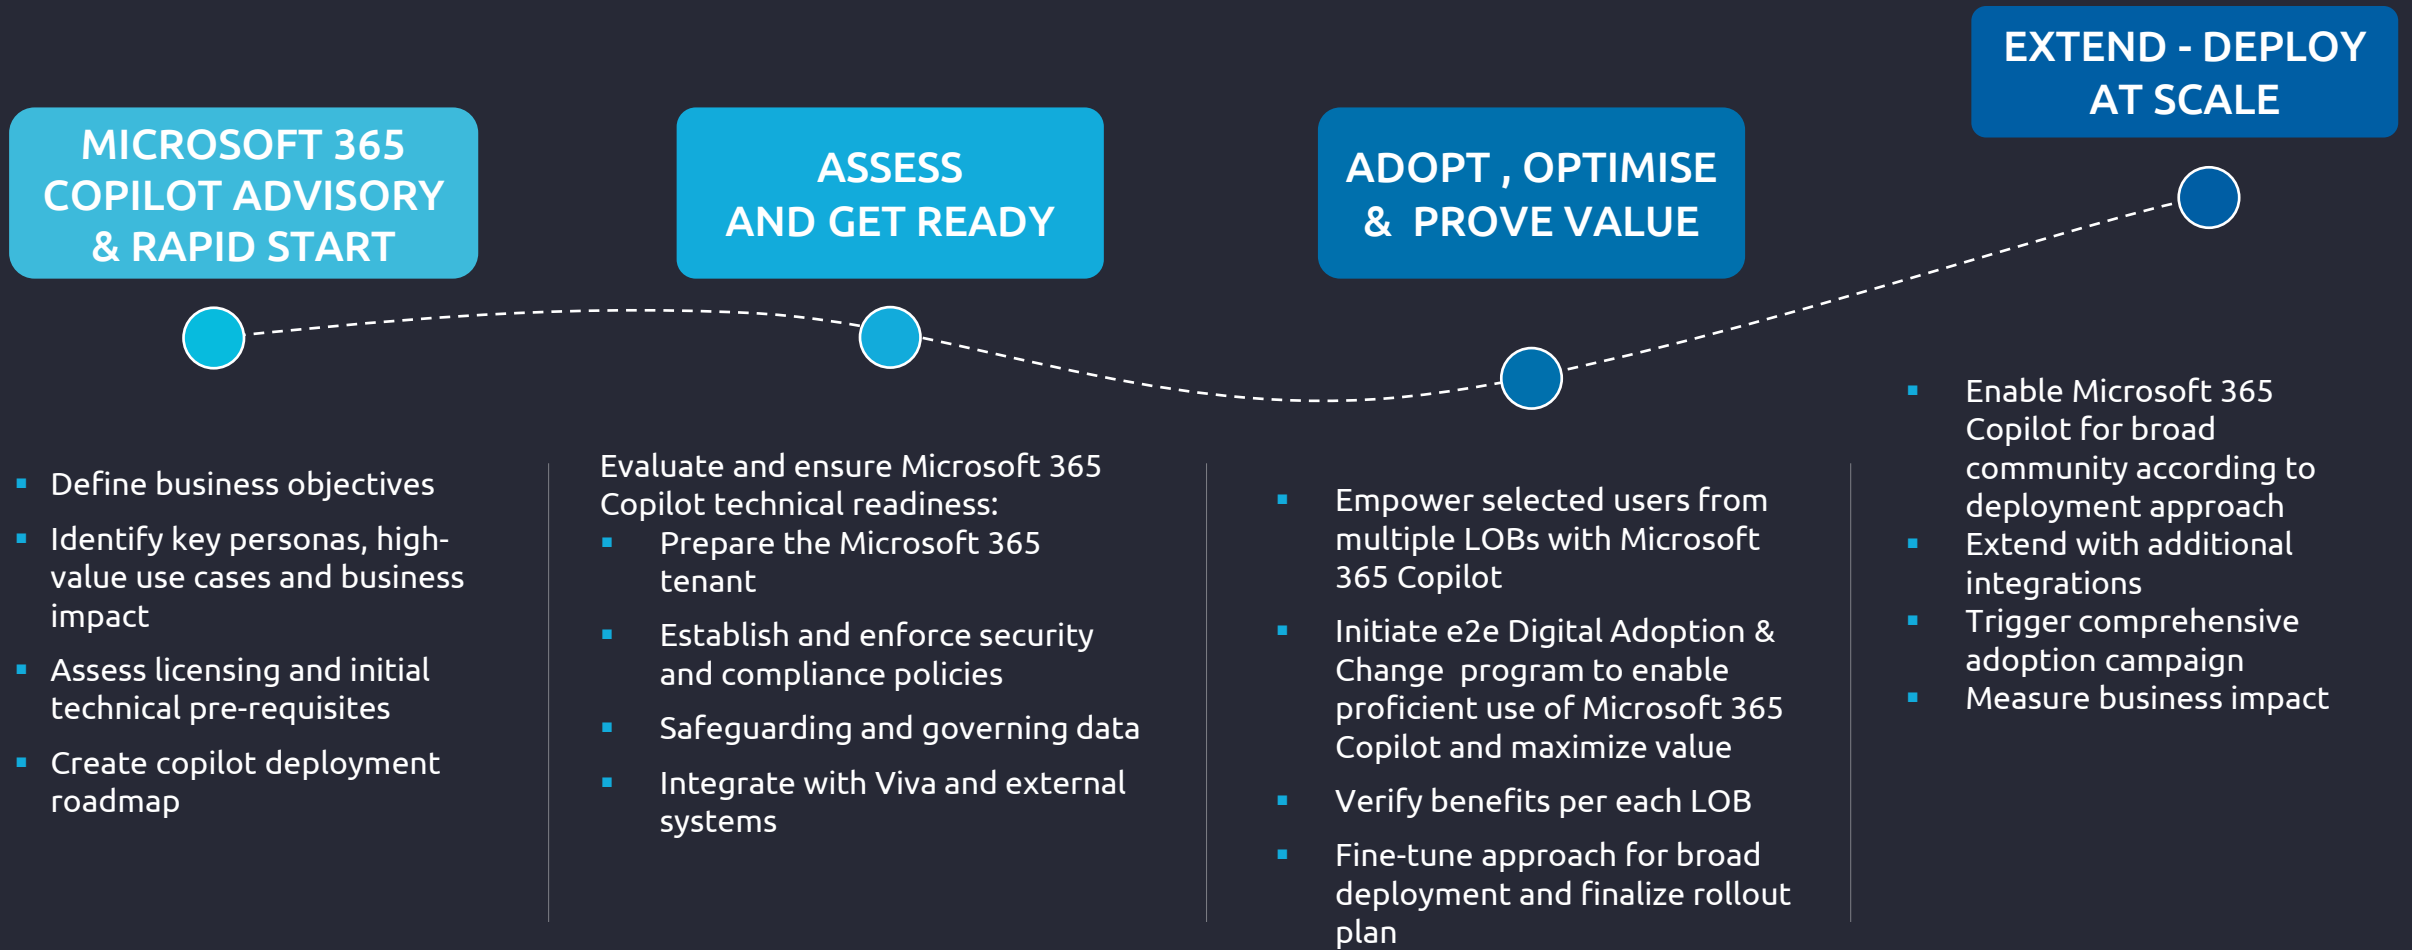 MICROSOFT 365
COPILOT ADVISORY
& RAPID START
Define business objectives
Identify key personas, high-
value use cases and business
impact
Assess licensing and initial
technical pre-requisites
Create copilot deployment
roadmap
ASSESS
AND GET READY
Evaluate and ensure Microsoft 365
Copilot technical readiness:
Prepare the Microsoft 365
tenant
Establish and enforce security
and compliance policies
Safeguarding and governing data
Integrate with Viva and external
systems
ADOPT , OPTIMISE
& PROVE VALUE
Empower selected users from
multiple LOBs with Microsoft
365 Copilot
Initiate e2e Digital Adoption &
Change program to enable
proficient use of Microsoft 365
Copilot and maximize value
Verify benefits per each LOB
Fine-tune approach for broad
deployment and finalize rollout
plan
EXTEND - DEPLOY
AT SCALE
Enable Microsoft 365
Copilot for broad
community according to
deployment approach
Extend with additional
integrations
Trigger comprehensive
adoption campaign
Measure business impact